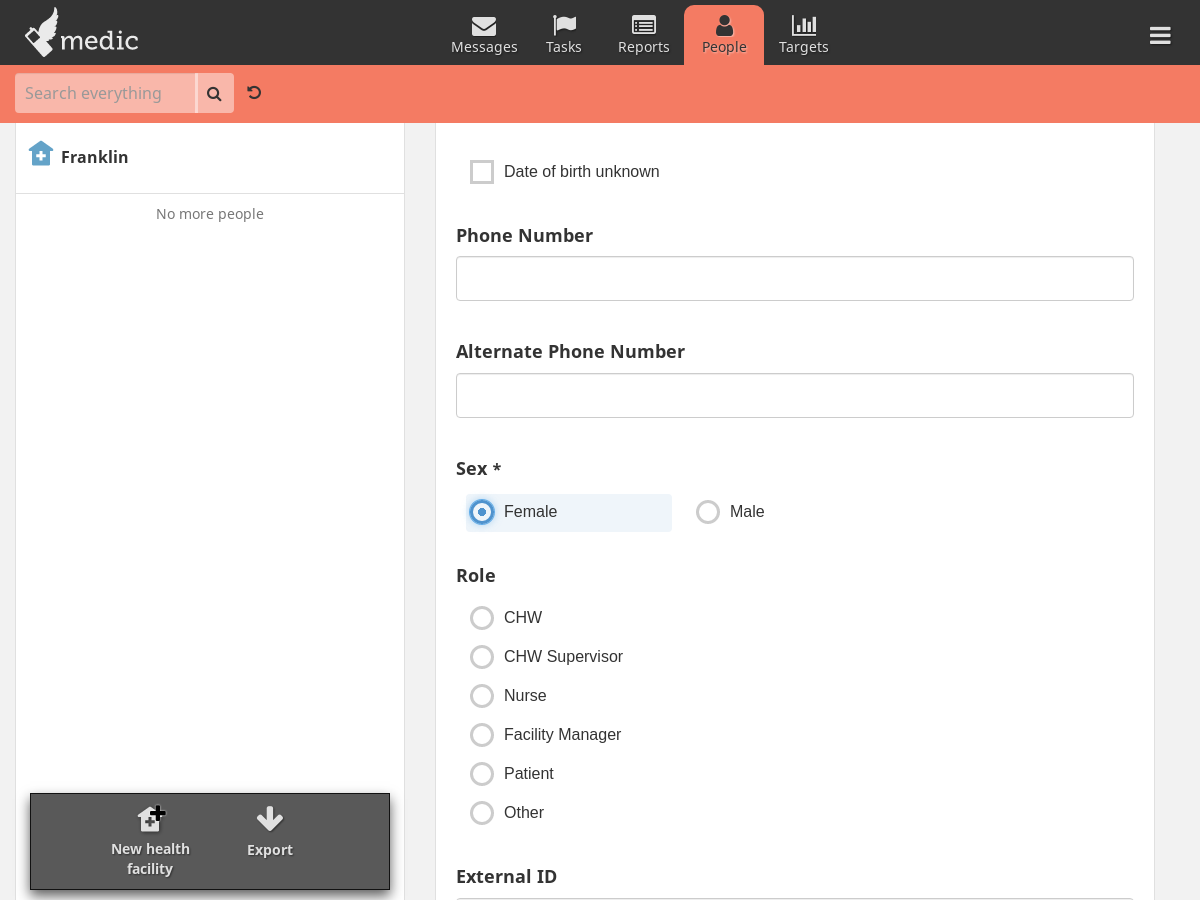 medic
Messages
Tasks
Reports
People
Targets
Search everything
Franklin
No more people
New health
facility
Export
Date of birth unknown
Phone Number
Alternate Phone Number
Sex *
Female
Male
Role
CHW
CHW Supervisor
Nurse
Facility Manager
Patient
Other
External ID